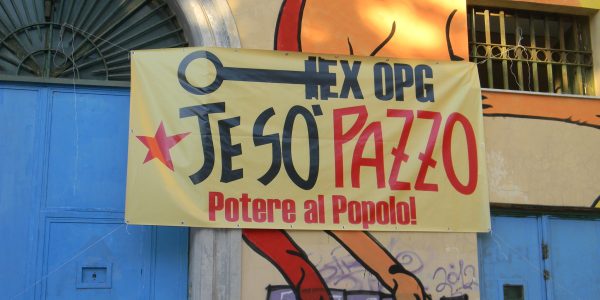 EX OPG
JE SO' PAZZO
Potere al Popolo!